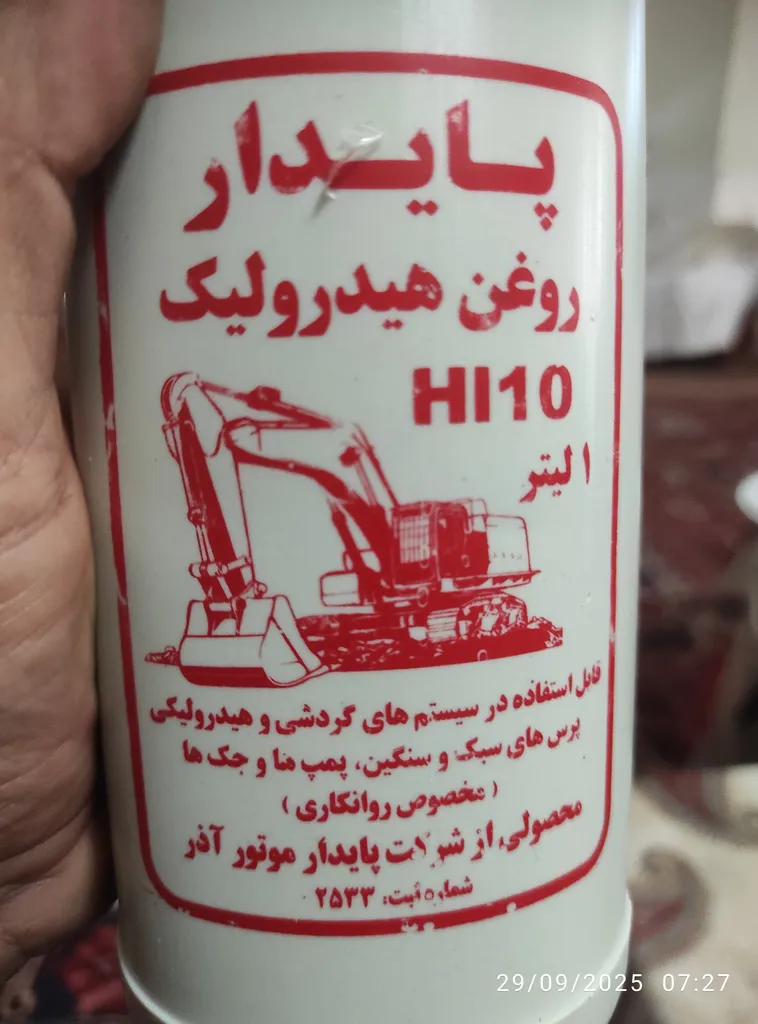 پایدار
روغن هیدرولیک
HI10
۱ لیتر
قابل استفاده در سیستم های گردشی و هیدرولیکی
پرس های سبک و سنگین، پمپ ها و جک ها
(مخصوص روانکاری)
محصولی از شرکت پایدار موتور آذر
شماره ثبت: ۲۵۳۳
29/09/2025 07:27